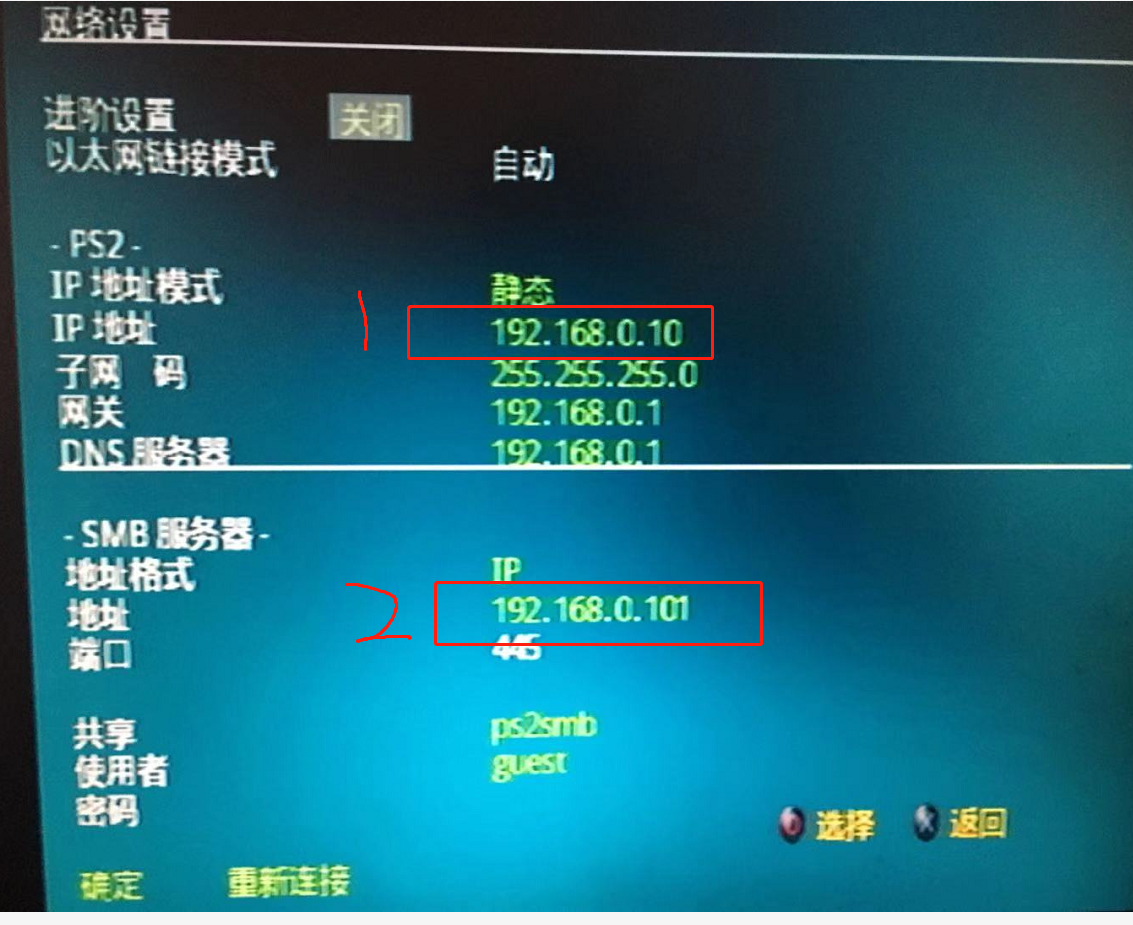 网络设置
进阶设置 关闭
以太网链接模式 自动
- PS2 -
IP 地址模式 静态
1 IP 地址 192.168.0.10
子网 码 255.255.255.0
网关 192.168.0.1
DNS 服务器 192.168.0.1
- SMB 服务器 -
地址格式 IP
2 地址 192.168.0.101
端口 445
共享 ps2smb
使用者 guest
密码
O 选择 X 返回
确定 重新连接